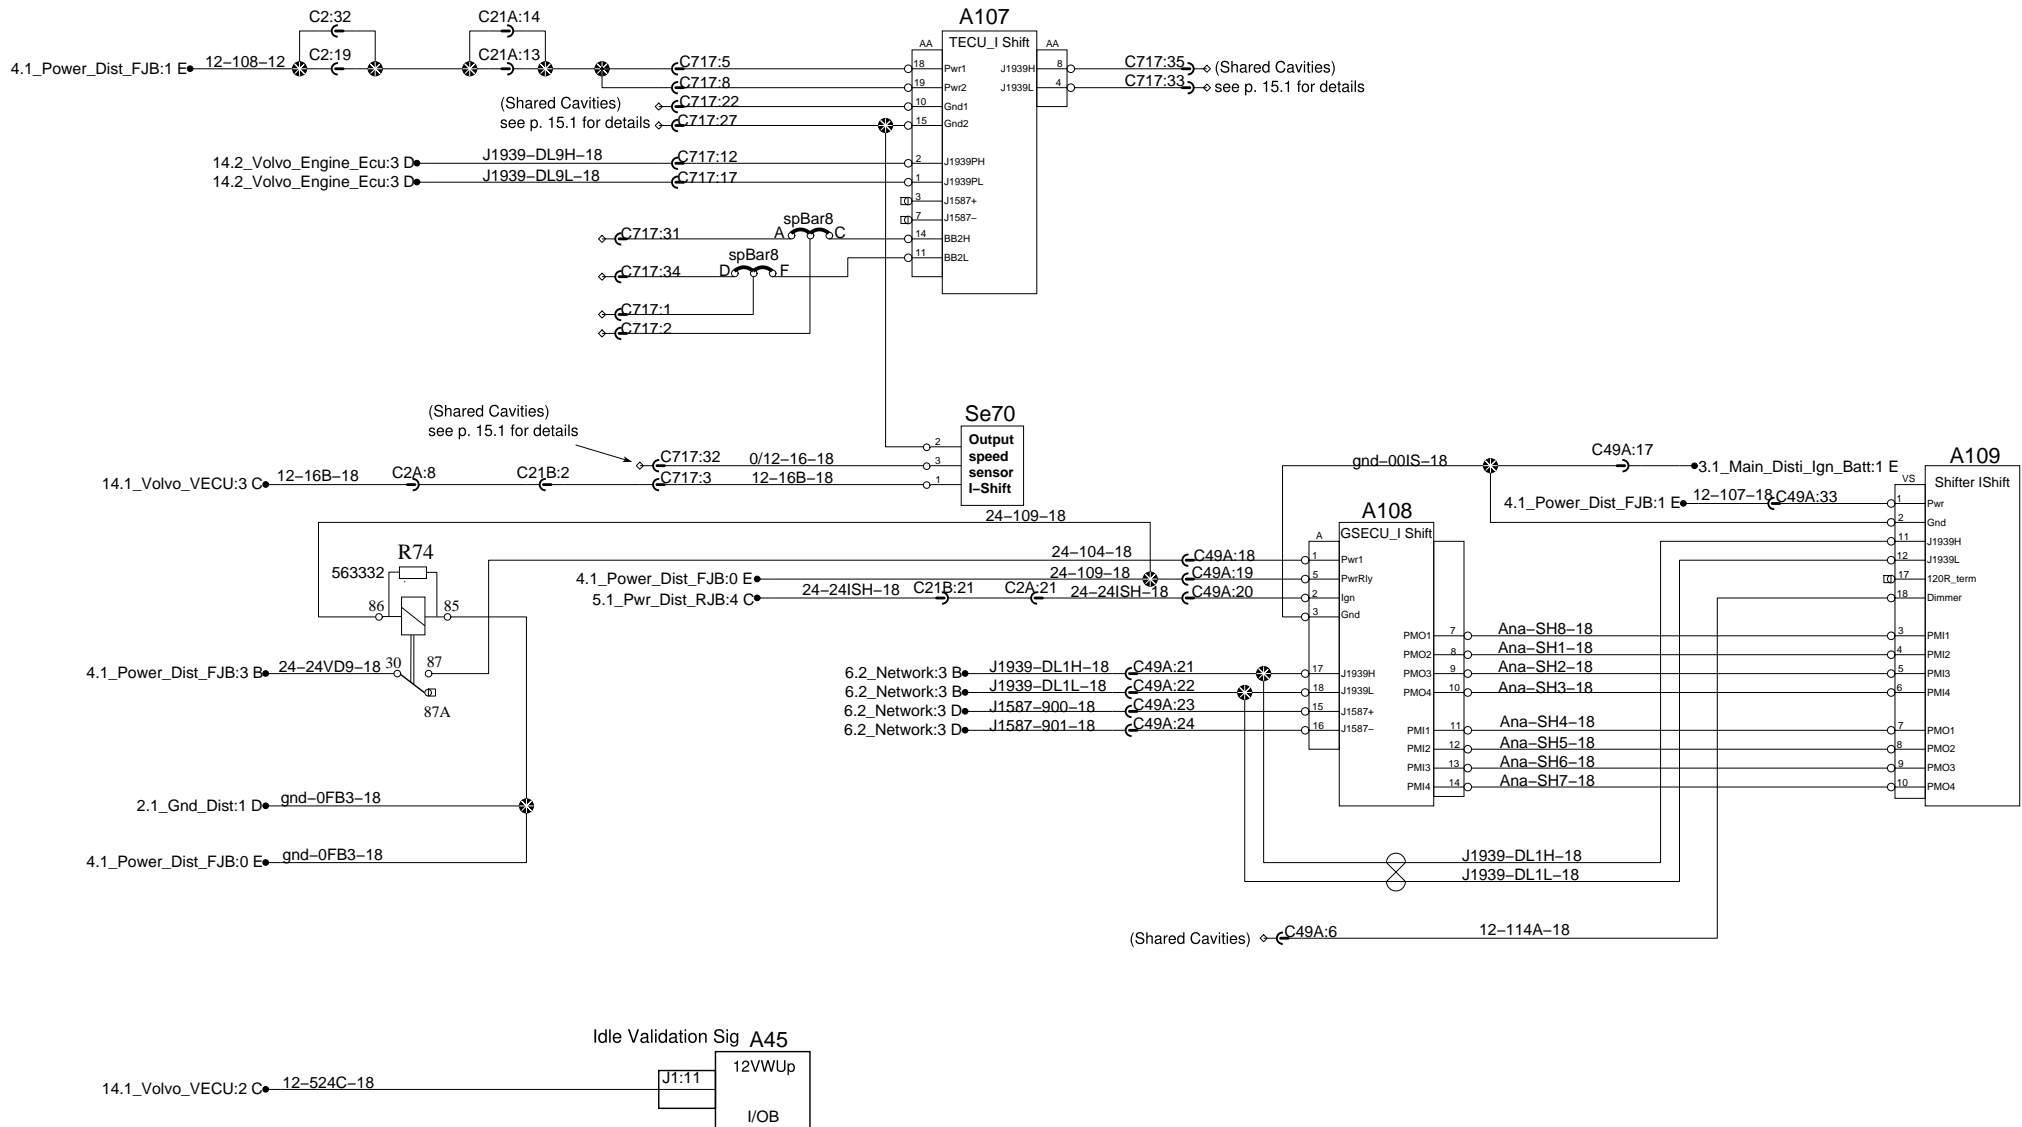 C2:32
C21A:14
A107
4.1_Power_Dist_FJB:1 E
12–108–12
C2:19
C21A:13
AA
TECU_I Shift
AA
C717:5
18
Pwr1
J1939H
8
C717:35
(Shared Cavities)
C717:8
19
Pwr2
J1939L
4
C717:33
see p. 15.1 for details
(Shared Cavities)
C717:22
10
Gnd1
see p. 15.1 for details
C717:27
15
Gnd2
14.2_Volvo_Engine_Ecu:3 D
J1939–DL9H–18
C717:12
2
J1939PH
14.2_Volvo_Engine_Ecu:3 D
J1939–DL9L–18
C717:17
1
J1939PL
3
J1587+
7
J1587–
spBar8
C717:31
A
C
14
BB2H
spBar8
11
BB2L
C717:34
D
F
C717:1
C717:2
(Shared Cavities)
see p. 15.1 for details
Se70
2
Output
speed
sensor
I–Shift
C717:32
0/12–16–18
3
14.1_Volvo_VECU:3 C
12–16B–18
C2A:8
C21B:2
C717:3
12–16B–18
1
C49A:17
gnd–00IS–18
3.1_Main_Disti_Ign_Batt:1 E
A109
VS
Shifter IShift
4.1_Power_Dist_FJB:1 E
12–107–18
C49A:33
1
Pwr
2
Gnd
11
J1939H
12
J1939L
17
120R_term
18
Dimmer
24–109–18
A108
A
GSECU_I Shift
R74
563332
86
85
24–104–18
C49A:18
1
Pwr1
4.1_Power_Dist_FJB:0 E
24–109–18
C49A:19
5
PwrRly
5.1_Pwr_Dist_RJB:4 C
24–24ISH–18
C21B:21
C2A:21
24–24ISH–18
C49A:20
2
Ign
3
Gnd
PMO1
7
Ana–SH8–18
3
PMI1
PMO2
8
Ana–SH1–18
4
PMI2
4.1_Power_Dist_FJB:3 B
24–24VD9–18
30
87
87A
6.2_Network:3 B
J1939–DL1H–18
C49A:21
17
J1939H
PMO3
9
Ana–SH2–18
5
PMI3
6.2_Network:3 B
J1939–DL1L–18
C49A:22
18
J1939L
PMO4
10
Ana–SH3–18
6
PMI4
6.2_Network:3 D
J1587–900–18
C49A:23
15
J1587+
6.2_Network:3 D
J1587–901–18
C49A:24
16
J1587–
PMI1
11
Ana–SH4–18
7
PMO1
PMI2
12
Ana–SH5–18
8
PMO2
PMI3
13
Ana–SH6–18
9
PMO3
PMI4
14
Ana–SH7–18
10
PMO4
2.1_Gnd_Dist:1 D
gnd–0FB3–18
4.1_Power_Dist_FJB:0 E
gnd–0FB3–18
J1939–DL1H–18
J1939–DL1L–18
(Shared Cavities)
C49A:6
12–114A–18
Idle Validation Sig
A45
12VWUp
14.1_Volvo_VECU:2 C
12–524C–18
J1:11
I/OB